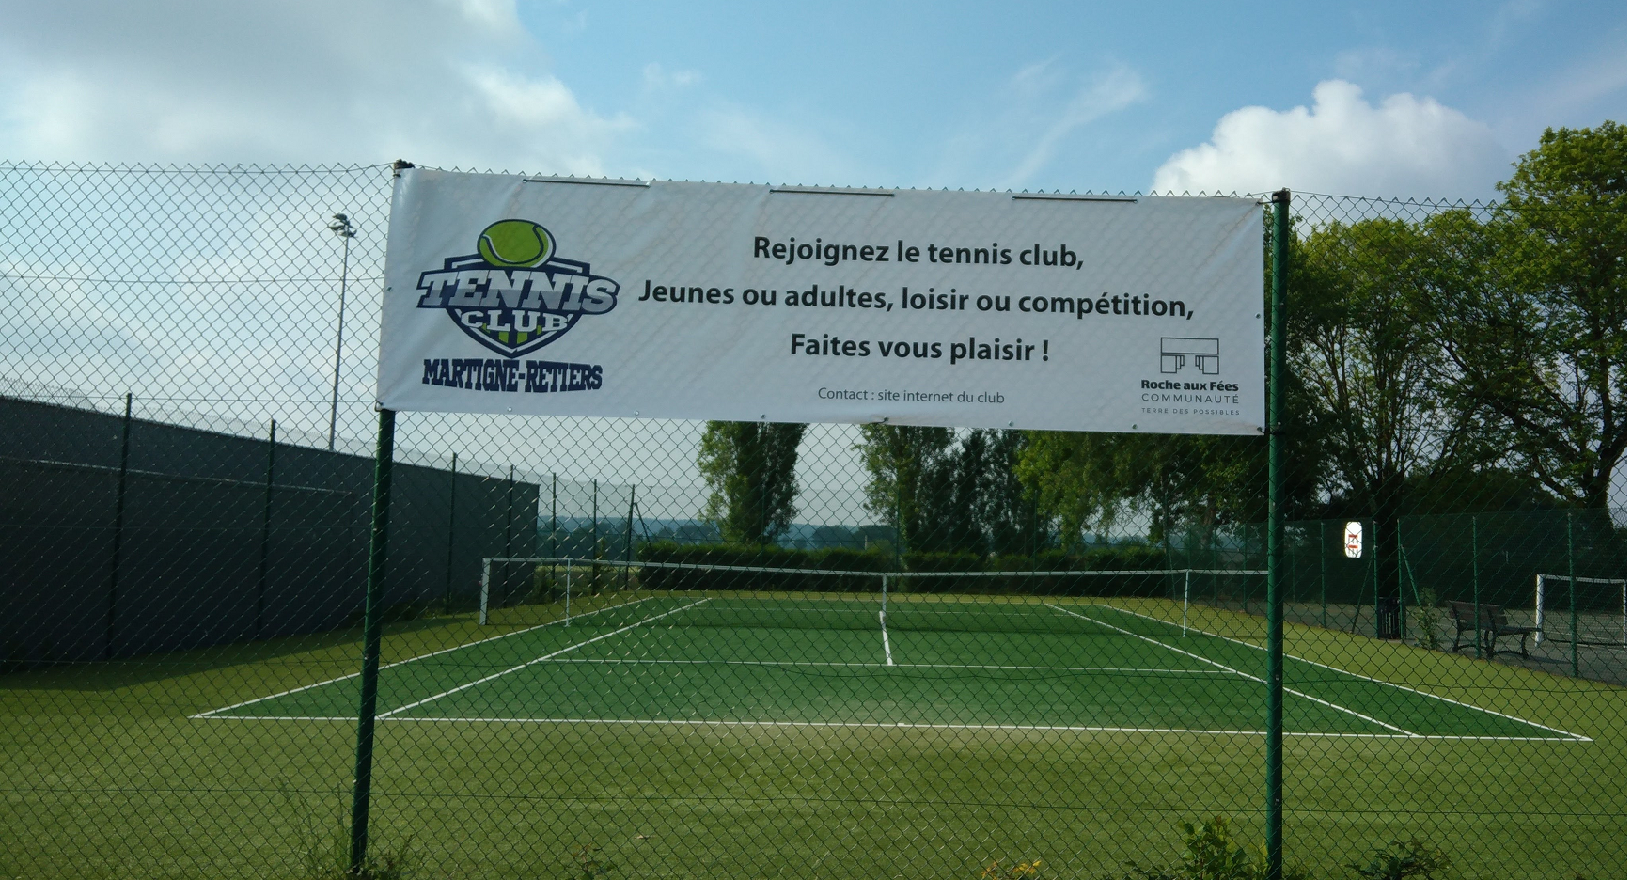 TENNIS
CLUB
MARTIGNÉ-RETIERS
Rejoignez le tennis club,
Jeunes ou adultes, loisir ou compétition,
Faites vous plaisir !
Contact : site internet du club
Roche aux Fées
COMMUNAUTÉ
TERRE DES POSSIBLES